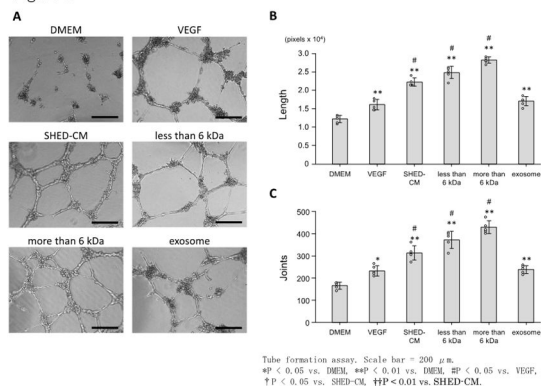 A
DMEM
VEGF
SHED-CM
less than 6 kDa
more than 6 kDa
exosome
B
(pixels x 10⁴)
Length
3.0
2.5
2.0
1.5
1.0
0.5
0
**
#
**
#
**
#
**
**
DMEM
VEGF
SHED-
CM
less than
6 kDa
more than
6 kDa
exosome
C
Joints
500
400
300
200
100
0
*
#
**
#
**
#
**
**
DMEM
VEGF
SHED-
CM
less than
6 kDa
more than
6 kDa
exosome
Tube formation assay. Scale bar = 200 μm.
*P < 0.05 vs. DMEM, **P < 0.01 vs. DMEM, #P < 0.05 vs. VEGF,
†P < 0.05 vs. SHED-CM, ††P < 0.01 vs. SHED-CM.